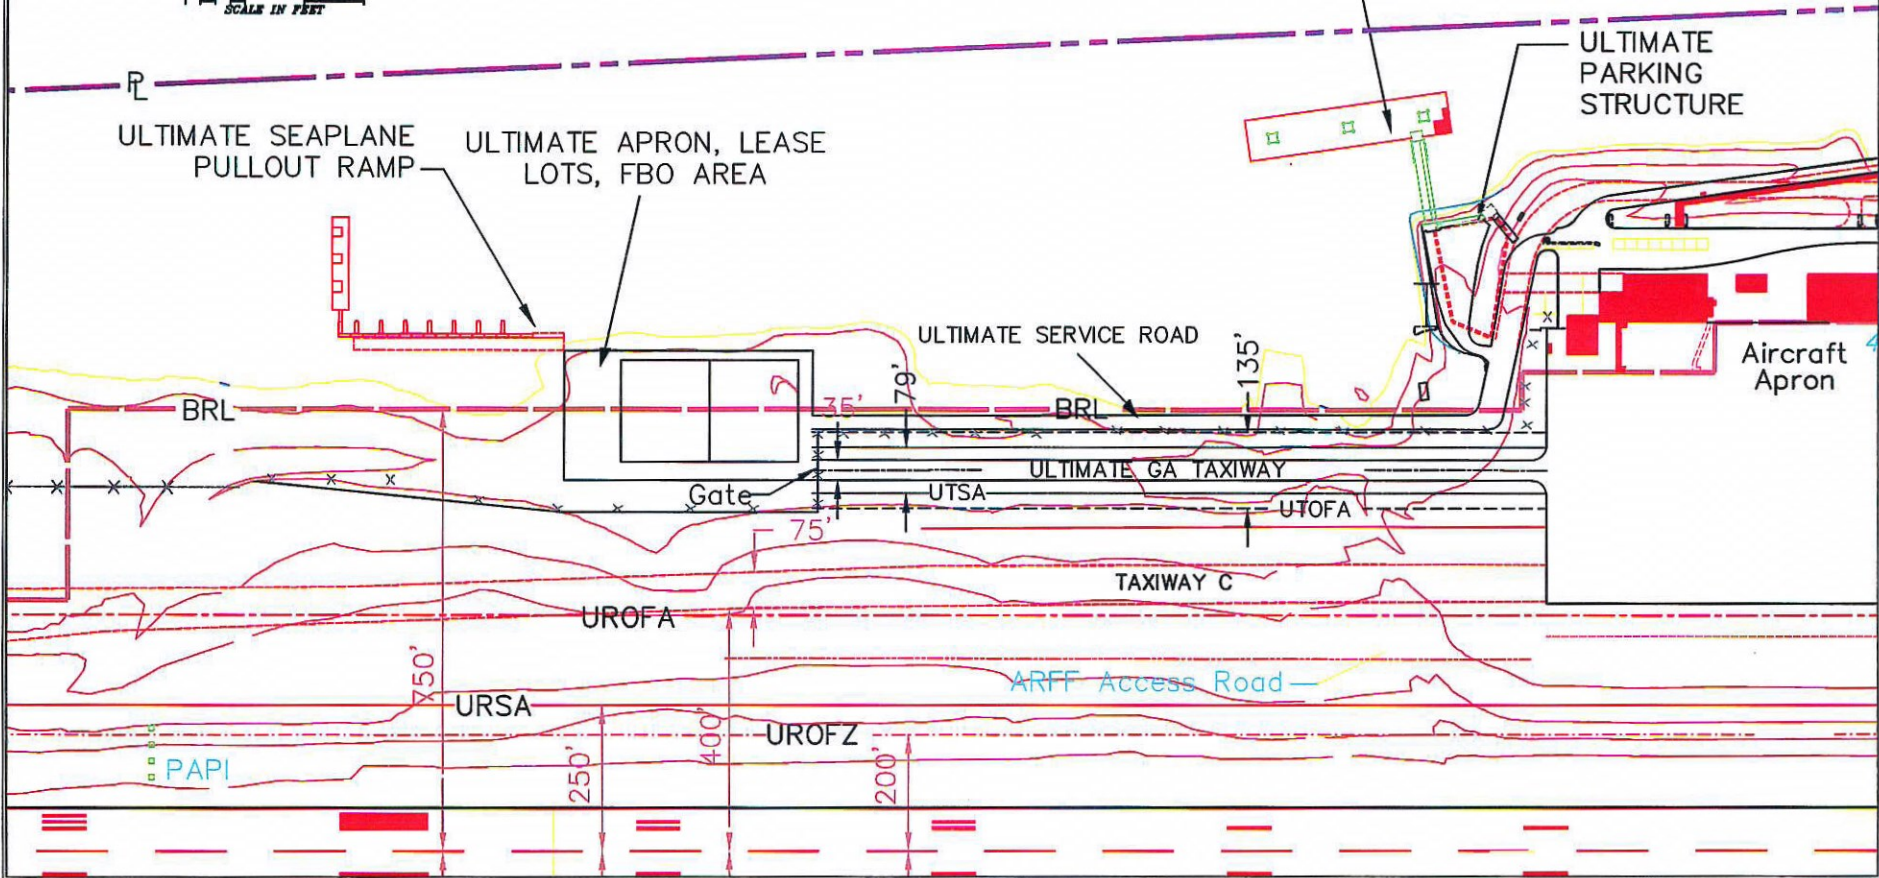 SCALE IN FEET
PL
ULTIMATE
PARKING
STRUCTURE
ULTIMATE SEAPLANE
PULLOUT RAMP
ULTIMATE APRON, LEASE
LOTS, FBO AREA
ULTIMATE SERVICE ROAD
135'
79'
35'
Aircraft
Apron
4
BRL
BRL
ULTIMATE GA TAXIWAY
Gate
UTSA
UTOFA
75'
TAXIWAY C
UROFA
750'
ARFF Access Road
URSA
400'
UROFZ
PAPI
250'
200'